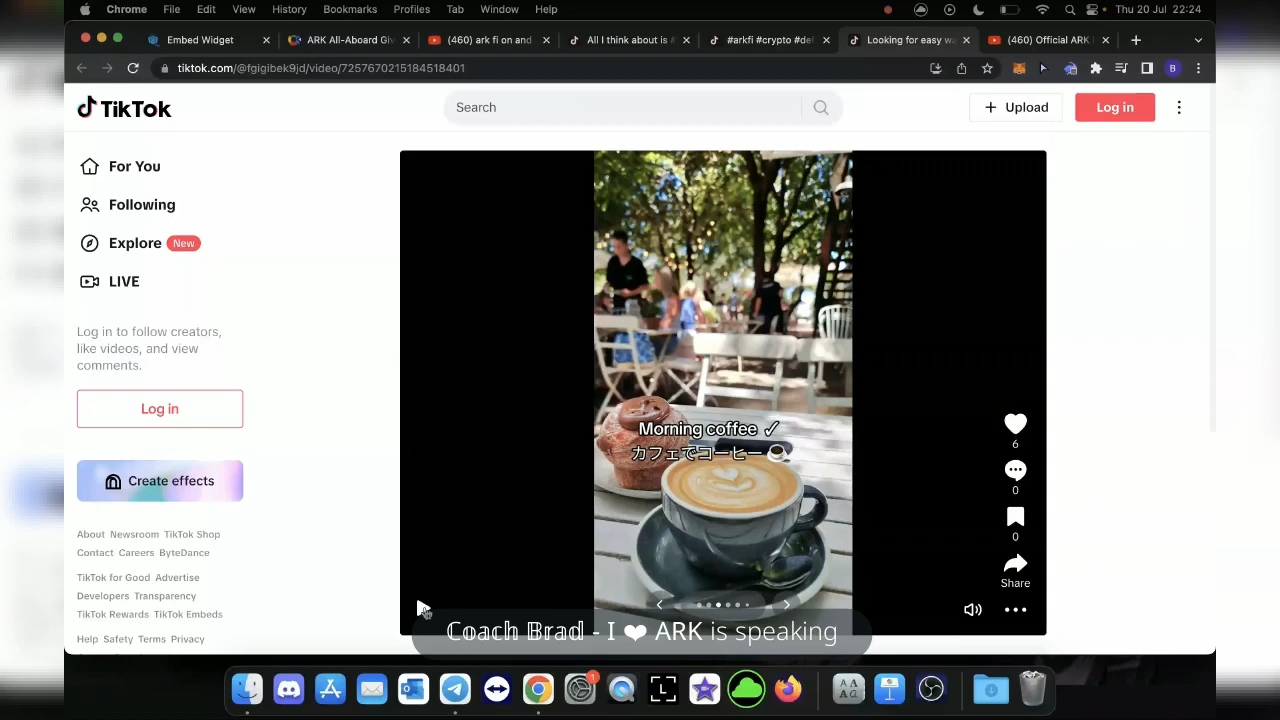 Chrome File Edit View History Bookmarks Profiles Tab Window Help Thu 20 Jul 22:24
Embed Widget
ARK All-Aboard Giv
(460) ark fi on and
All I think about is
#arkfi #crypto #de
Looking for easy wa
(460) Official ARK
tiktok.com/@fgigibek9jd/video/7257670215184518401
B
TikTok
Search
Upload
Log in
For You
Following
Explore New
LIVE
Log in to follow creators,
like videos, and view
comments.
Log in
Create effects
About Newsroom TikTok Shop
Contact Careers ByteDance
TikTok for Good Advertise
Developers Transparency
TikTok Rewards TikTok Embeds
Help Safety Terms Privacy
Morning coffee ✓
カフェでコーヒー ☕
6
0
0
Share
Coach Brad - I ❤ ARK is speaking
1